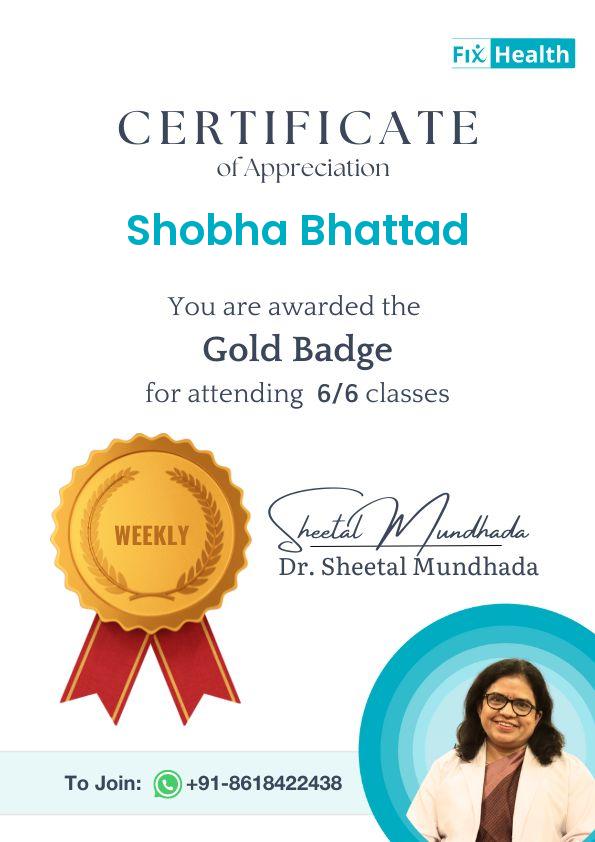 Fix Health
CERTIFICATE
of Appreciation
Shobha Bhattad
You are awarded the
Gold Badge
for attending 6/6 classes
WEEKLY
Sheetal Mundhada
Dr. Sheetal Mundhada
To Join: +91-8618422438